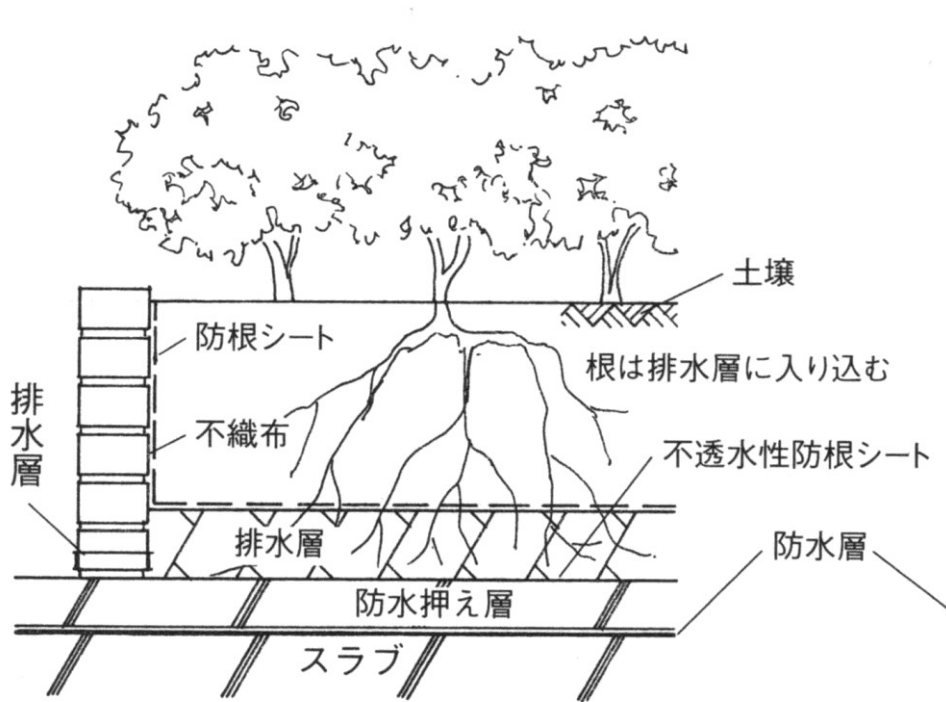 土壌
防根シート
根は排水層に入り込む
排水層
不織布
不透水性防根シート
排水層
防水層
防水押え層
スラブ